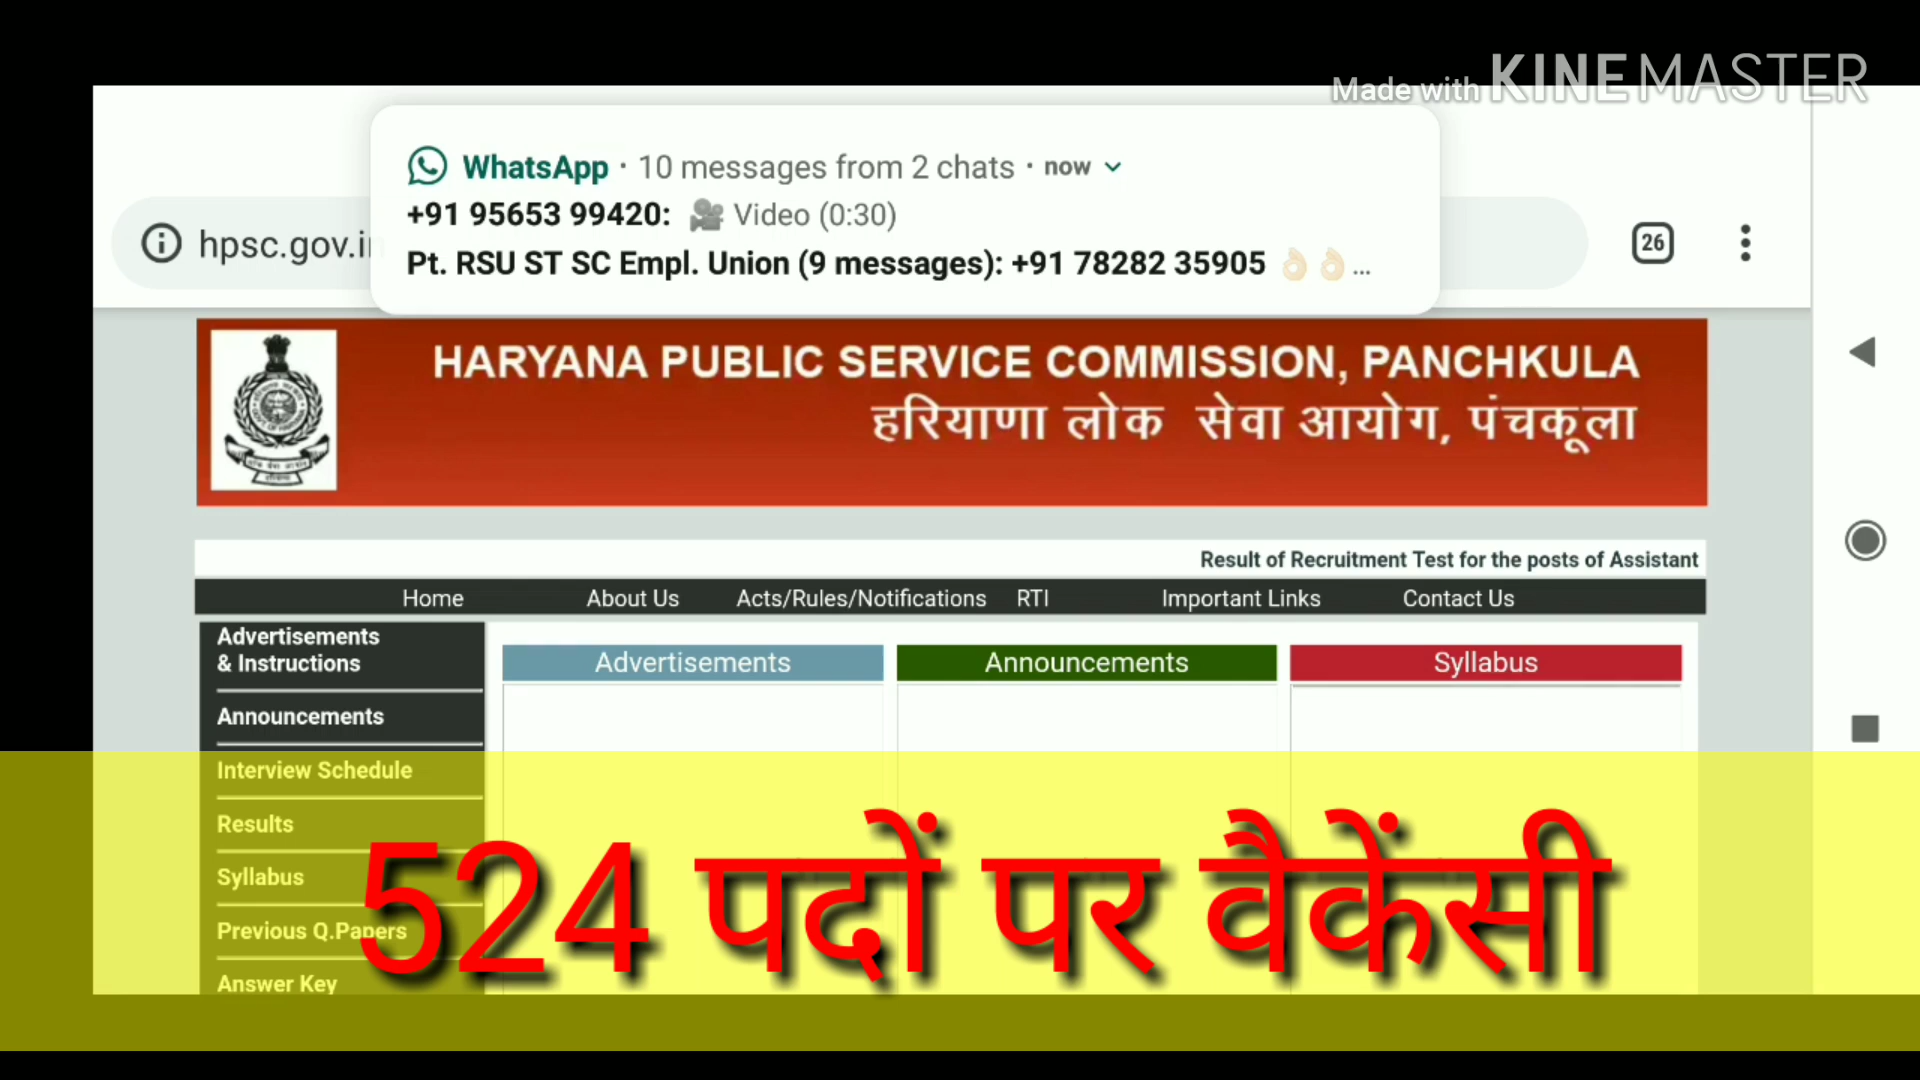 Made with KINEMASTER
WhatsApp · 10 messages from 2 chats · now
+91 95653 99420: 🎥 Video (0:30)
Pt. RSU ST SC Empl. Union (9 messages): +91 78282 35905 👌🏻👌🏻...
hpsc.gov.in
26
HARYANA PUBLIC SERVICE COMMISSION, PANCHKULA
हरियाणा लोक सेवा आयोग, पंचकूला
Result of Recruitment Test for the posts of Assistant
Home About Us Acts/Rules/Notifications RTI Important Links Contact Us
Advertisements
& Instructions
Advertisements Announcements Syllabus
Announcements
Interview Schedule
Results
Syllabus
Previous Q.Papers
Answer Key
524 पदों पर वैकेंसी